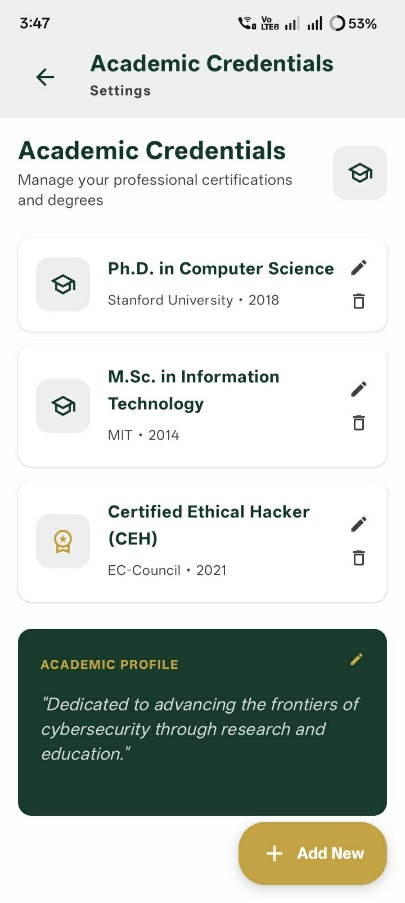 3:47
Vo
LTE
53%
Academic Credentials
Settings
Academic Credentials
Manage your professional certifications
and degrees
Ph.D. in Computer Science
Stanford University • 2018
M.Sc. in Information
Technology
MIT • 2014
Certified Ethical Hacker
(CEH)
EC-Council • 2021
ACADEMIC PROFILE
"Dedicated to advancing the frontiers of
cybersecurity through research and
education."
Add New